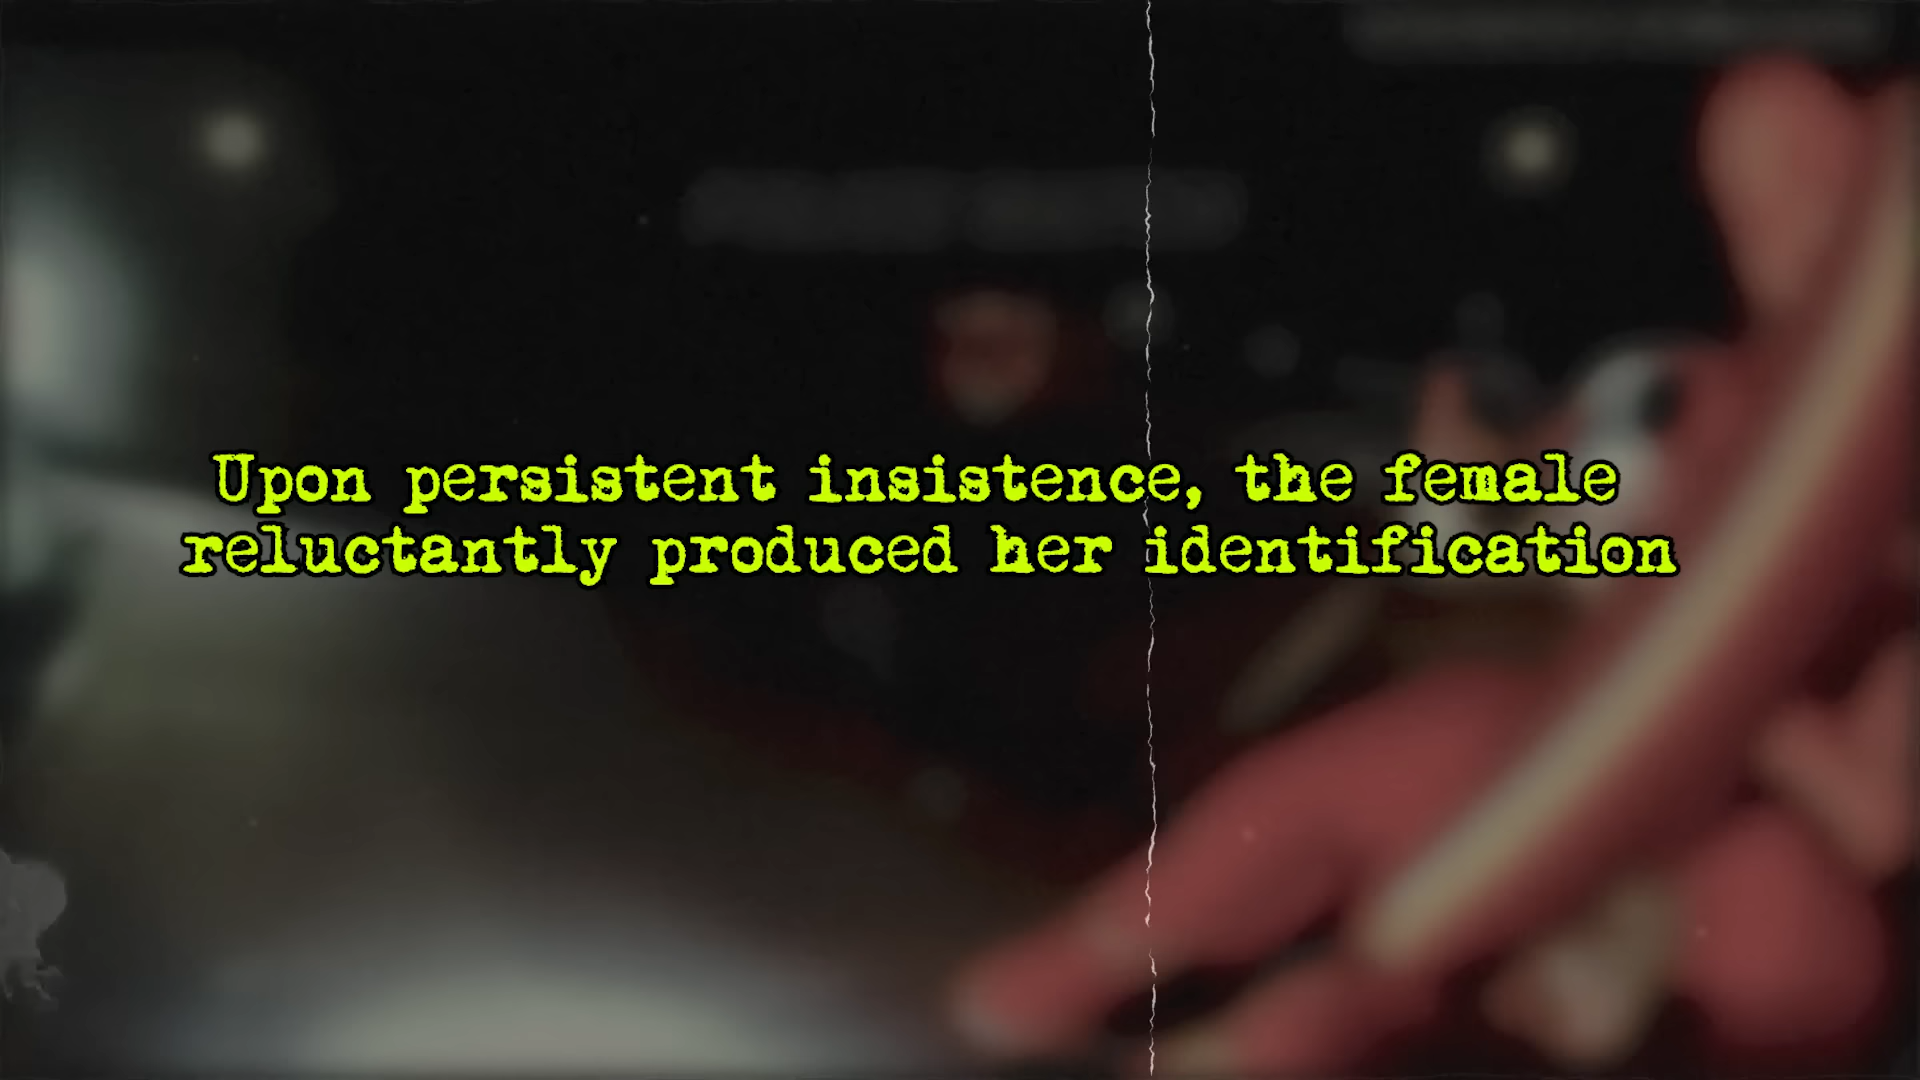 Upon persistent insistence, the female
reluctantly produced her identification